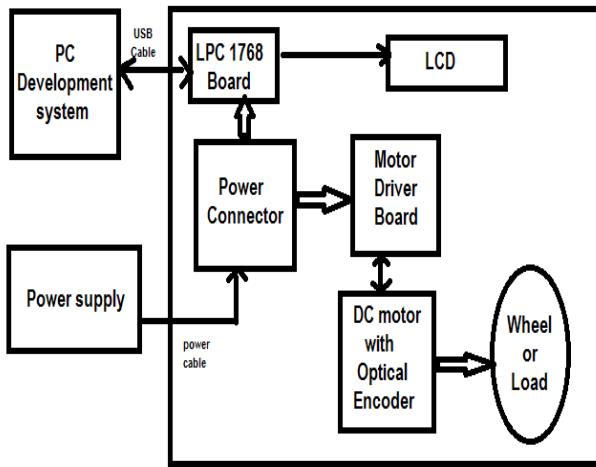 PC
Development
system
USB
Cable
LPC 1768
Board
LCD
Power
Connector
Motor
Driver
Board
Power supply
power
cable
DC motor
with
Optical
Encoder
Wheel
or
Load